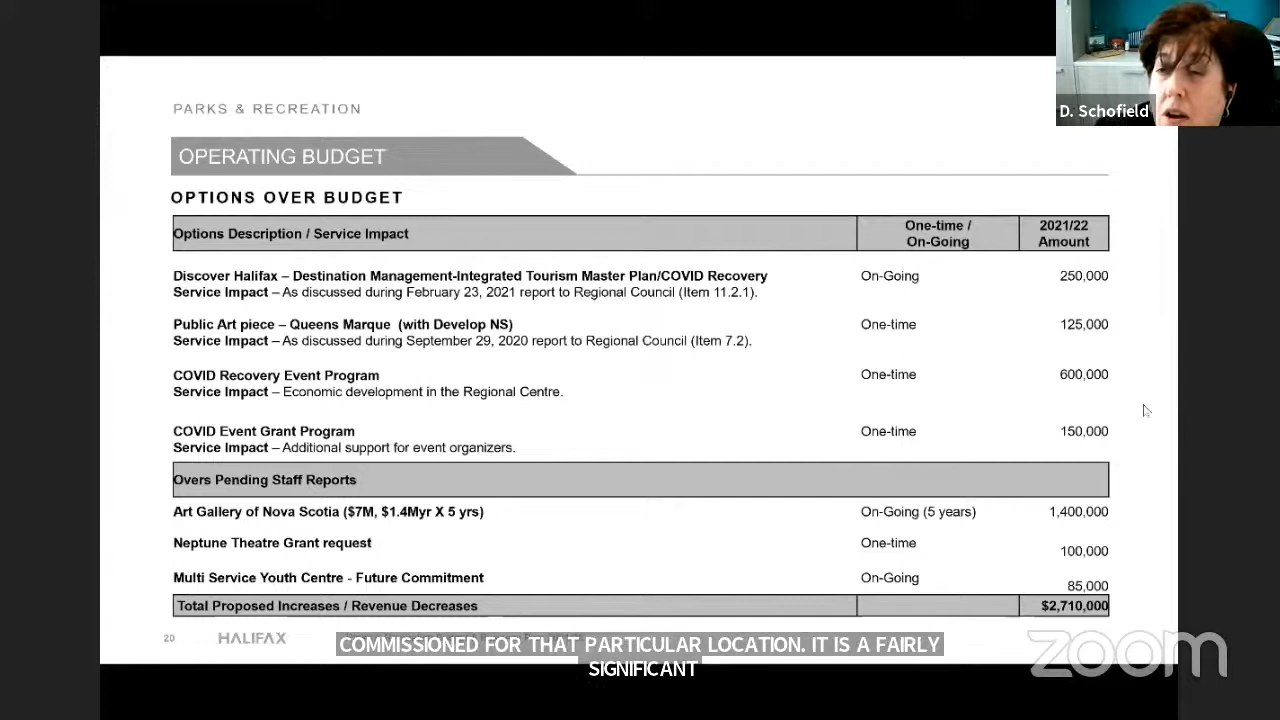 D. Schofield
PARKS & RECREATION
OPERATING BUDGET
OPTIONS OVER BUDGET
Options Description / Service Impact One-time / On-Going 2021/22 Amount
Discover Halifax – Destination Management-Integrated Tourism Master Plan/COVID Recovery On-Going 250,000
Service Impact – As discussed during February 23, 2021 report to Regional Council (Item 11.2.1).
Public Art piece – Queens Marque (with Develop NS) One-time 125,000
Service Impact – As discussed during September 29, 2020 report to Regional Council (Item 7.2).
COVID Recovery Event Program One-time 600,000
Service Impact – Economic development in the Regional Centre.
COVID Event Grant Program One-time 150,000
Service Impact – Additional support for event organizers.
Overs Pending Staff Reports
Art Gallery of Nova Scotia ($7M, $1.4Myr X 5 yrs) On-Going (5 years) 1,400,000
Neptune Theatre Grant request One-time 100,000
Multi Service Youth Centre - Future Commitment On-Going 85,000
Total Proposed Increases / Revenue Decreases $2,710,000
20 HALIFAX
COMMISSIONED FOR THAT PARTICULAR LOCATION. IT IS A FAIRLY
SIGNIFICANT
zoom